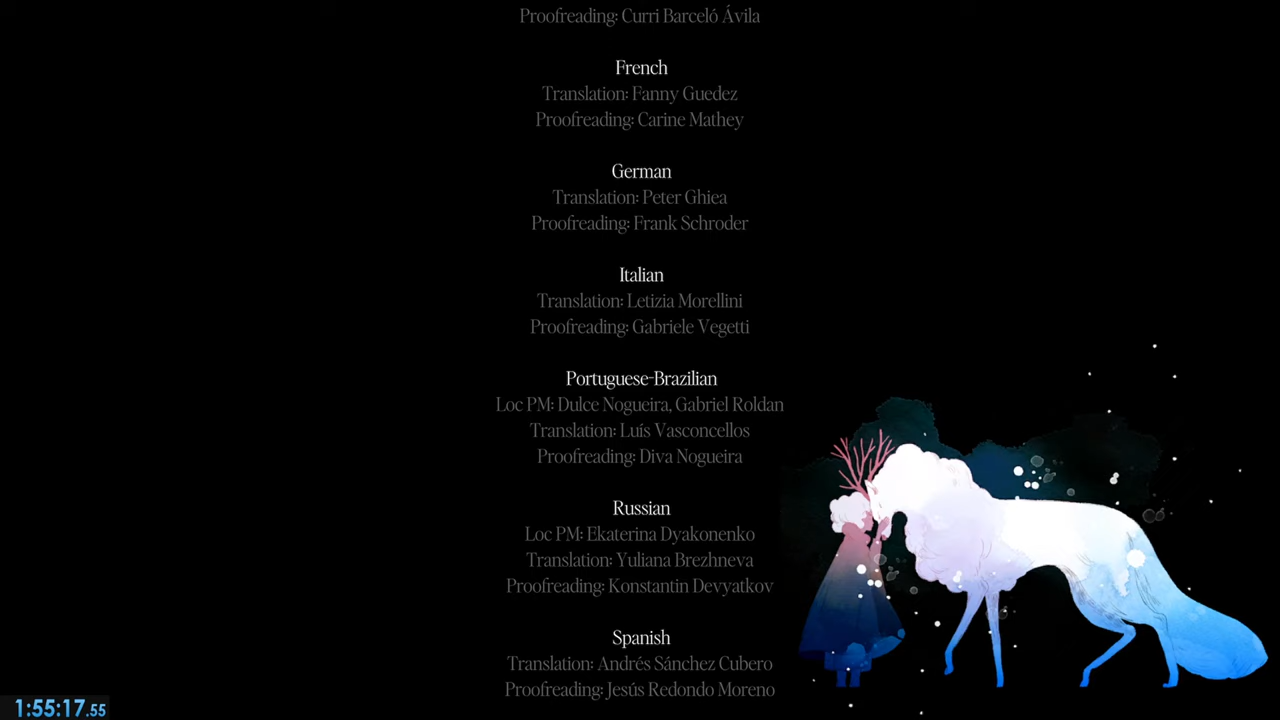 Proofreading: Curri Barceló Ávila
French
Translation: Fanny Guedez
Proofreading: Carine Mathey
German
Translation: Peter Ghiea
Proofreading: Frank Schroder
Italian
Translation: Letizia Morellini
Proofreading: Gabriele Vegetti
Portuguese-Brazilian
Loc PM: Dulce Nogueira, Gabriel Roldan
Translation: Luís Vasconcellos
Proofreading: Diva Nogueira
Russian
Loc PM: Ekaterina Dyakonenko
Translation: Yuliana Brezhneva
Proofreading: Konstantin Devyatkov
Spanish
Translation: Andrés Sánchez Cubero
Proofreading: Jesús Redondo Moreno
1:55:17.55